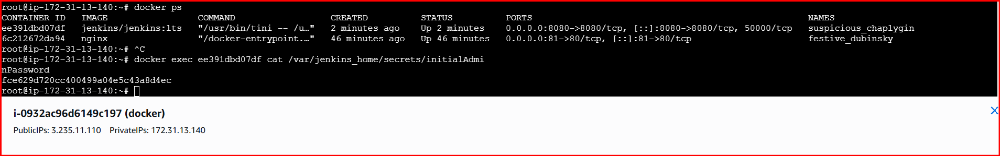 root@ip-172-31-13-140:~# docker ps
CONTAINER ID   IMAGE                 COMMAND                  CREATED          STATUS          PORTS                                                    NAMES
ee391dbd07df   jenkins/jenkins:lts   "/usr/bin/tini -- /u…"   2 minutes ago    Up 2 minutes    0.0.0.0:8080->8080/tcp, [::]:8080->8080/tcp, 50000/tcp   suspicious_chaplygin
6c212672da94   nginx                 "/docker-entrypoint.…"   46 minutes ago   Up 46 minutes   0.0.0.0:81->80/tcp, [::]:81->80/tcp                      festive_dubinsky
root@ip-172-31-13-140:~# ^C
root@ip-172-31-13-140:~# docker exec ee391dbd07df cat /var/jenkins_home/secrets/initialAdmi
nPassword
fce629d720cc400499a04e5c43a8d4ec
root@ip-172-31-13-140:~#
i-0932ac96d6149c197 (docker)
PublicIPs: 3.235.11.110   PrivateIPs: 172.31.13.140